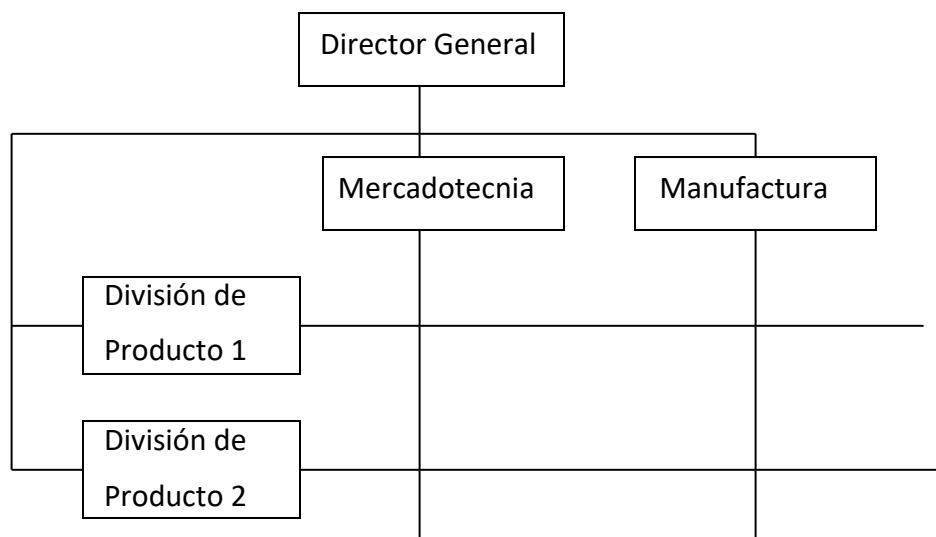 Director General
Mercadotecnia
Manufactura
División de
Producto 1
División de
Producto 2